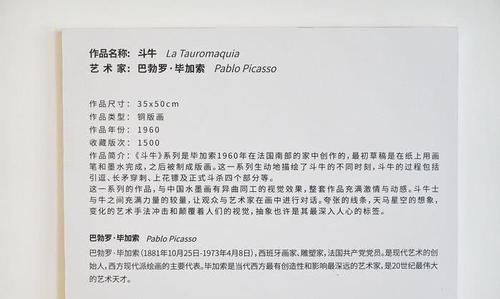 作品名称： 斗牛 La Tauromaquia
艺 术 家： 巴勃罗·毕加索 Pablo Picasso
作品尺寸：35x50cm
作品类型：铜版画
作品年份：1960
收藏版次：1500
作品简介：《斗牛》系列是毕加索1960年在法国南部的家中创作的，最初草稿是在纸上用画
笔和墨水完成，之后被制成版画。这一系列生动地描绘了斗牛的不同时刻，斗牛的过程包括
引逗、长矛穿刺、上花镖及正式斗杀四个部分等。
这一系列的作品，与中国水墨画有异曲同工的视觉效果，整套作品充满激情与动感。斗牛士
与牛之间充满力量的较量，让观众与艺术家在画中进行对话。夸张的线条，天马星空的想象，
变化的艺术手法冲击和颠覆着人们的视觉，抽象也许是其最深入人心的标签。
巴勃罗·毕加索 Pablo Picasso
巴勃罗·毕加索（1881年10月25日-1973年4月8日），西班牙画家、雕塑家，法国共产党党员。是现代艺术的创
始人，西方现代派绘画的主要代表。毕加索是当代西方最有创造性和影响最深远的艺术家，是20世纪最伟大
的艺术天才。